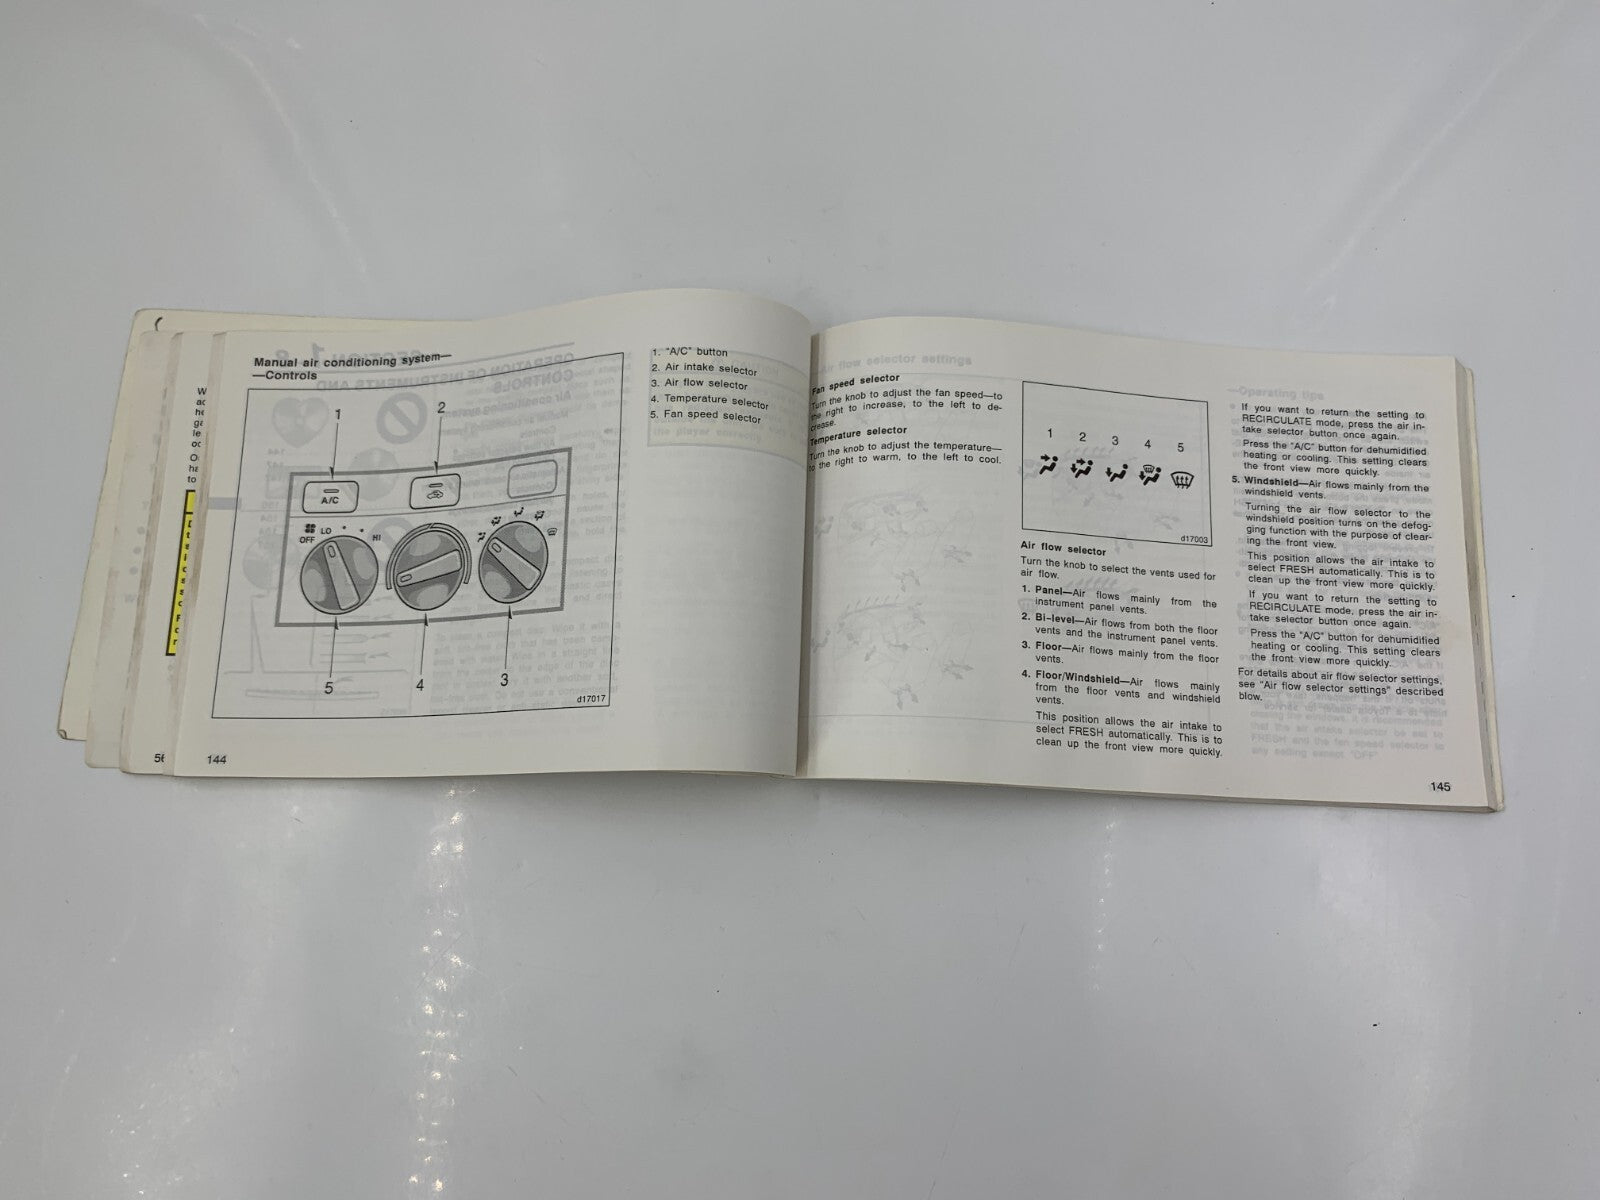 Manual air conditioning system—
—Controls
1
2
A/C
OFF
LO
HI
5
4
3
d17017
1. "A/C" button
2. Air intake selector
3. Air flow selector
4. Temperature selector
5. Fan speed selector
56
144
Fan speed selector
Turn the knob to adjust the fan speed—to
the right to increase, to the left to de-
crease.
Temperature selector
Turn the knob to adjust the temperature—
to the right to warm, to the left to cool.
1 2 3 4 5
d17003
Air flow selector
Turn the knob to select the vents used for
air flow.
1. Panel—Air flows mainly from the
instrument panel vents.
2. Bi-level—Air flows from both the floor
vents and the instrument panel vents.
3. Floor—Air flows mainly from the floor
vents.
4. Floor/Windshield—Air flows mainly
from the floor vents and windshield
vents.
This position allows the air intake to
select FRESH automatically. This is to
clean up the front view more quickly.
If you want to return the setting to
RECIRCULATE mode, press the air in-
take selector button once again.
Press the "A/C" button for dehumidified
heating or cooling. This setting clears
the front view more quickly.
5. Windshield—Air flows mainly from the
windshield vents.
Turning the air flow selector to the
windshield position turns on the defog-
ging function with the purpose of clear-
ing the front view.
This position allows the air intake to
select FRESH automatically. This is to
clean up the front view more quickly.
If you want to return the setting to
RECIRCULATE mode, press the air in-
take selector button once again.
Press the "A/C" button for dehumidified
heating or cooling. This setting clears
the front view more quickly.
For details about air flow selector settings,
see "Air flow selector settings" described
blow.
145